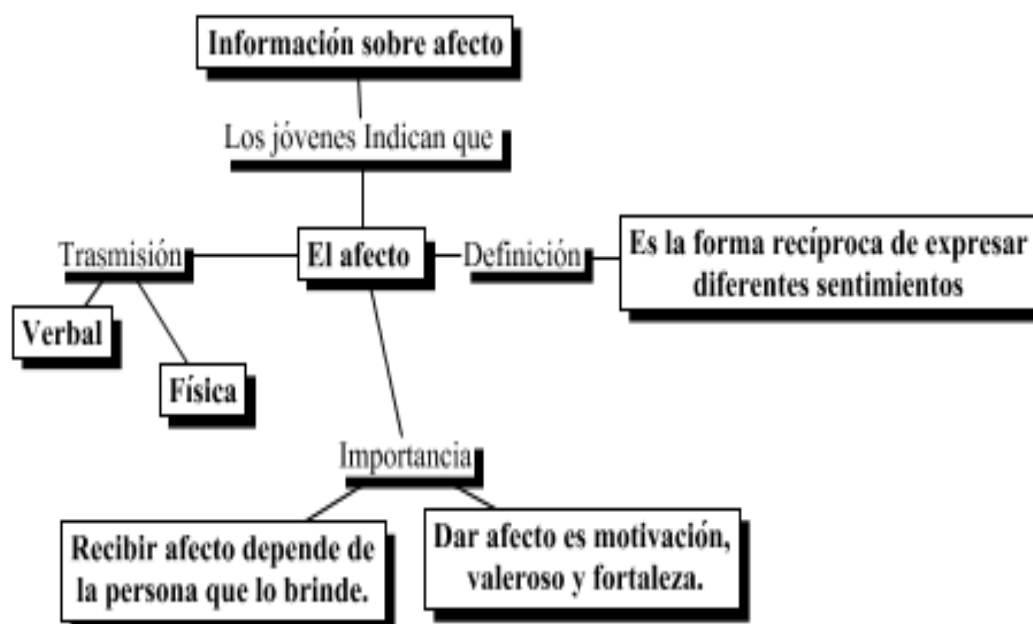 Información sobre afecto
Los jóvenes Indican que
Trasmisión
El afecto
Definición
Es la forma recíproca de expresar
diferentes sentimientos
Verbal
Física
Importancia
Recibir afecto depende de
la persona que lo brinde.
Dar afecto es motivación,
valeroso y fortaleza.